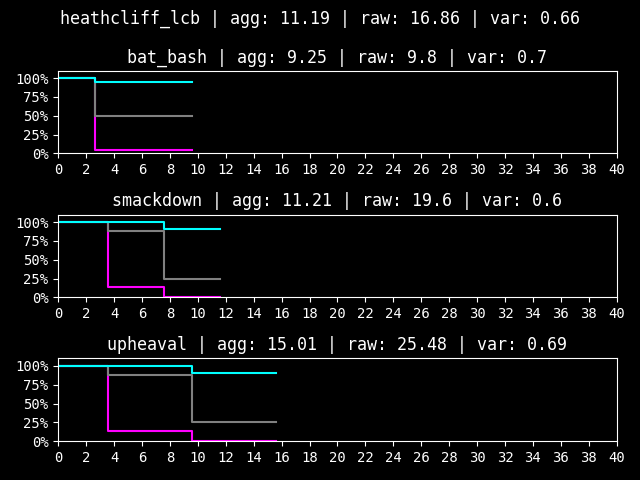 heathcliff_lcb | agg: 11.19 | raw: 16.86 | var: 0.66
bat_bash | agg: 9.25 | raw: 9.8 | var: 0.7
100%
75%
50%
25%
0%
0 2 4 6 8 10 12 14 16 18 20 22 24 26 28 30 32 34 36 38 40
smackdown | agg: 11.21 | raw: 19.6 | var: 0.6
100%
75%
50%
25%
0%
0 2 4 6 8 10 12 14 16 18 20 22 24 26 28 30 32 34 36 38 40
upheaval | agg: 15.01 | raw: 25.48 | var: 0.69
100%
75%
50%
25%
0%
0 2 4 6 8 10 12 14 16 18 20 22 24 26 28 30 32 34 36 38 40